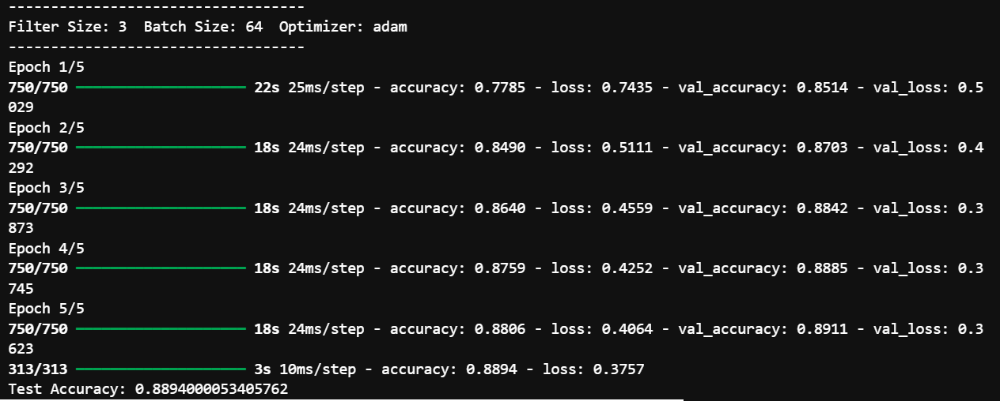 -----------------------------------
Filter Size: 3  Batch Size: 64  Optimizer: adam
-----------------------------------
Epoch 1/5
750/750 ━━━━━━━━━━━━━━━━━━━━ 22s 25ms/step - accuracy: 0.7785 - loss: 0.7435 - val_accuracy: 0.8514 - val_loss: 0.5
029
Epoch 2/5
750/750 ━━━━━━━━━━━━━━━━━━━━ 18s 24ms/step - accuracy: 0.8490 - loss: 0.5111 - val_accuracy: 0.8703 - val_loss: 0.4
292
Epoch 3/5
750/750 ━━━━━━━━━━━━━━━━━━━━ 18s 24ms/step - accuracy: 0.8640 - loss: 0.4559 - val_accuracy: 0.8842 - val_loss: 0.3
873
Epoch 4/5
750/750 ━━━━━━━━━━━━━━━━━━━━ 18s 24ms/step - accuracy: 0.8759 - loss: 0.4252 - val_accuracy: 0.8885 - val_loss: 0.3
745
Epoch 5/5
750/750 ━━━━━━━━━━━━━━━━━━━━ 18s 24ms/step - accuracy: 0.8806 - loss: 0.4064 - val_accuracy: 0.8911 - val_loss: 0.3
623
313/313 ━━━━━━━━━━━━━━━━━━━━ 3s 10ms/step - accuracy: 0.8894 - loss: 0.3757
Test Accuracy: 0.8894000053405762